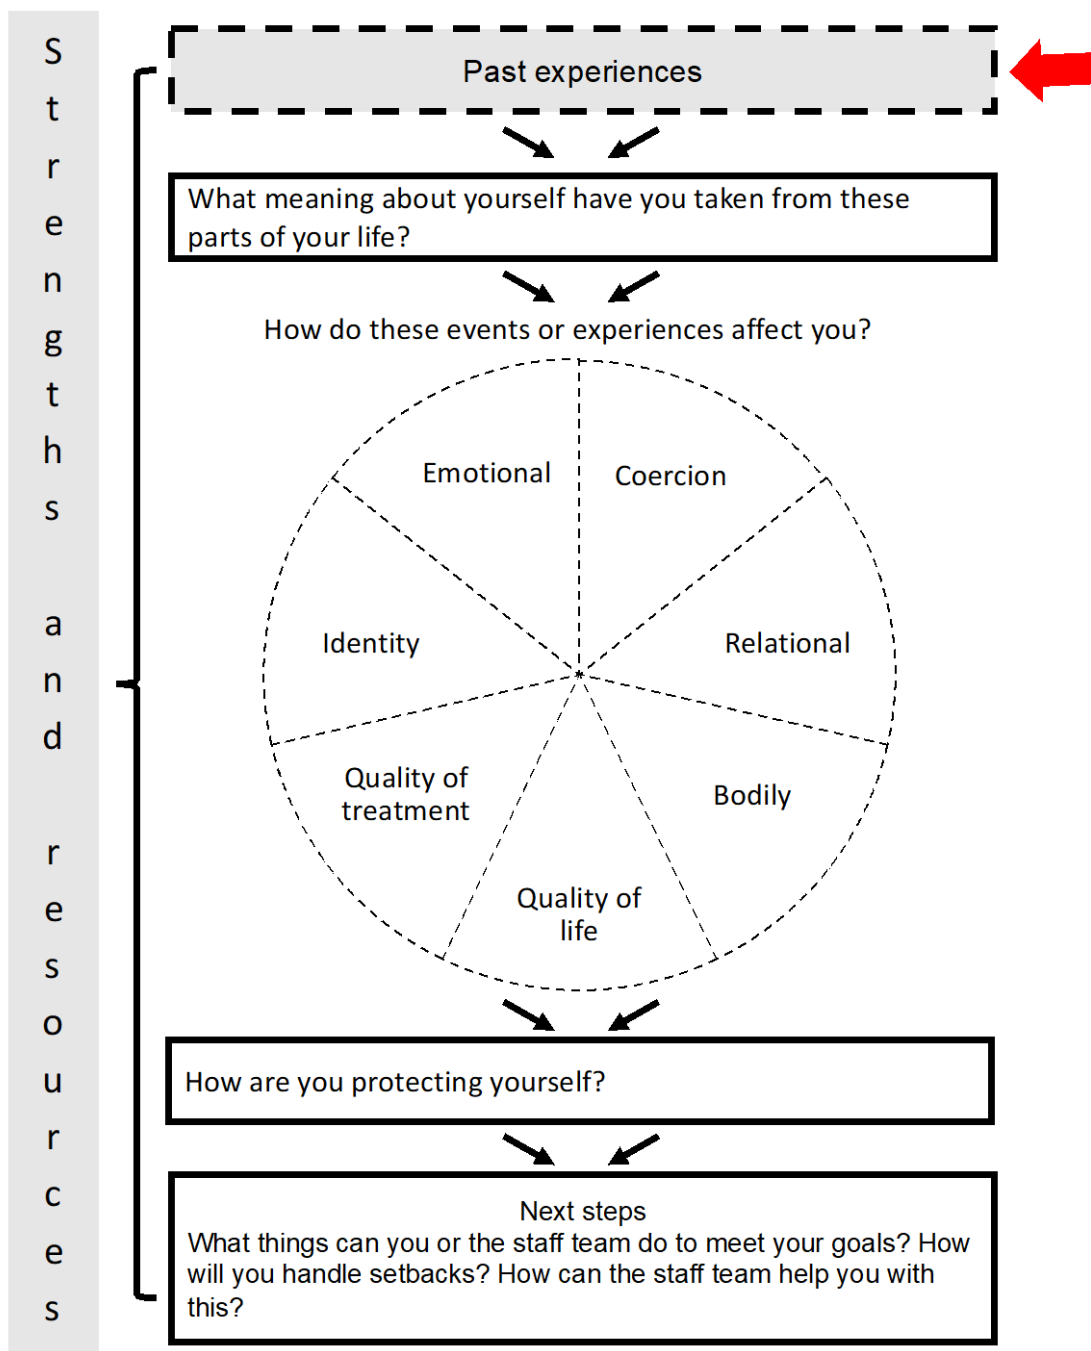 Strengths and resources
Past experiences
What meaning about yourself have you taken from these
parts of your life?
How do these events or experiences affect you?
Emotional
Coercion
Identity
Relational
Quality of
treatment
Bodily
Quality of
life
How are you protecting yourself?
Next steps
What things can you or the staff team do to meet your goals? How
will you handle setbacks? How can the staff team help you with
this?